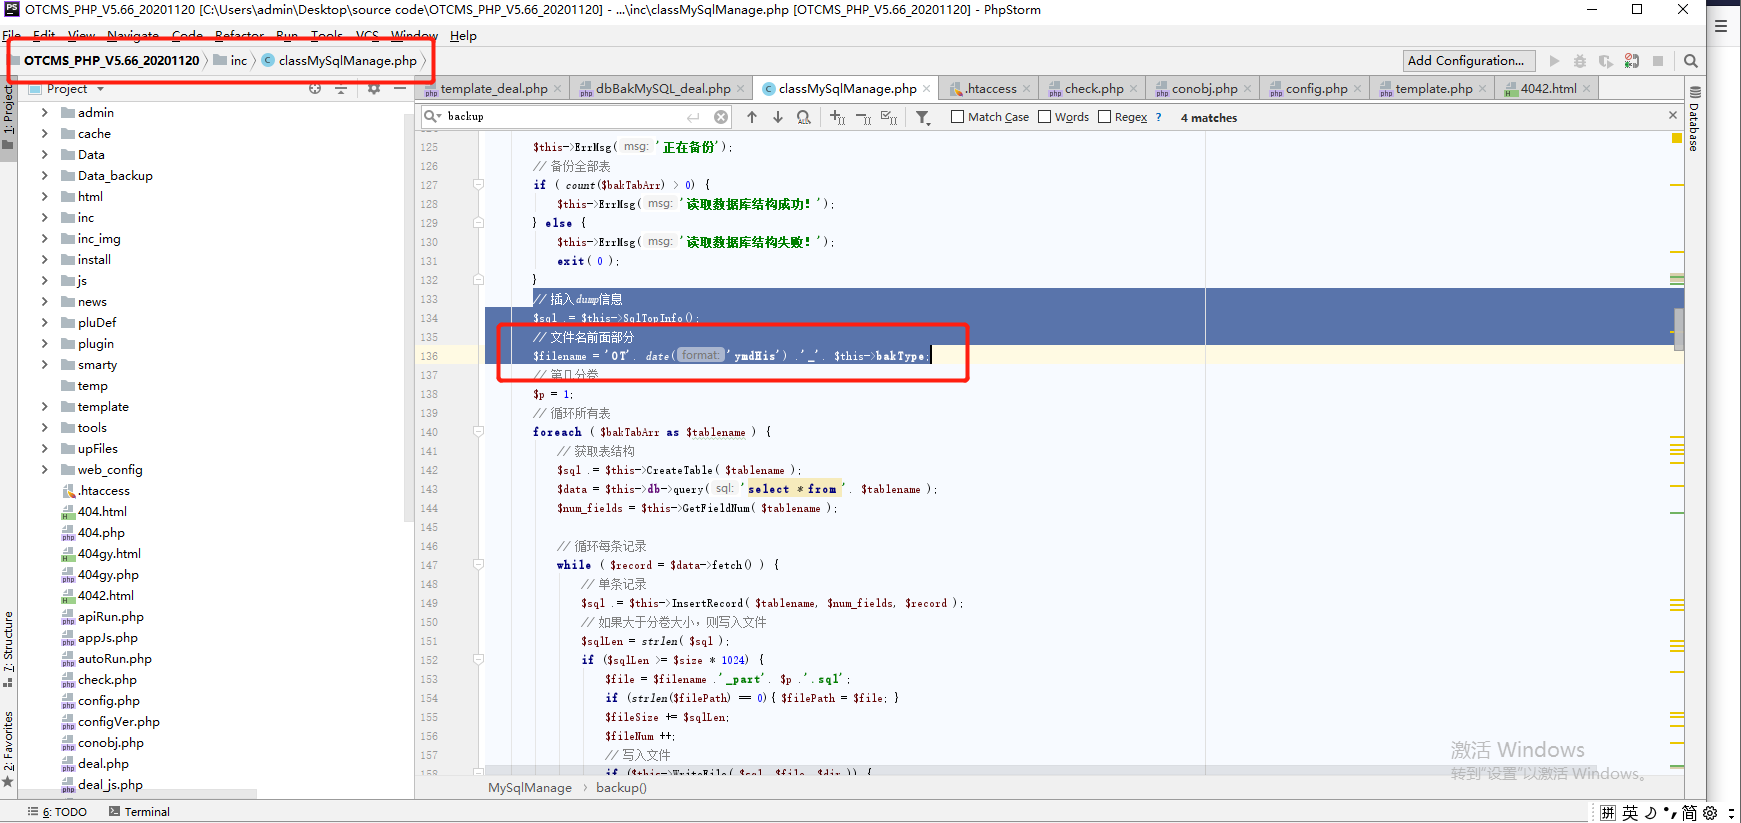 OTCMS_PHP_V5.66_20201120 [C:\Users\admin\Desktop\source code\OTCMS_PHP_V5.66_20201120] - ...\inc\classMySqlManage.php [OTCMS_PHP_V5.66_20201120] - PhpStorm
File Edit View Navigate Code Refactor Run Tools VCS Window Help
OTCMS_PHP_V5.66_20201120 inc classMySqlManage.php
Add Configuration...
Project
template_deal.php dbBakMySQL_deal.php classMySqlManage.php .htaccess check.php conobj.php config.php template.php 4042.html
backup
Match Case Words Regex ? 4 matches
1: Project
7: Structure
2: Favorites
Database
admin
cache
Data
Data_backup
html
inc
inc_img
install
js
news
pluDef
plugin
smarty
temp
template
tools
upFiles
web_config
.htaccess
404.html
404.php
404gy.html
404gy.php
4042.html
apiRun.php
appJs.php
autoRun.php
check.php
config.php
configVer.php
conobj.php
deal.php
deal_js.php
125 $this->ErrMsg( msg: '正在备份');
126 // 备份全部表
127 if ( count($bakTabArr) > 0) {
128 $this->ErrMsg( msg: '读取数据库结构成功！');
129 } else {
130 $this->ErrMsg( msg: '读取数据库结构失败！');
131 exit( 0 );
132 }
133 // 插入dump信息
134 $sql .= $this->SqlTopInfo();
135 // 文件名前面部分
136 $filename = 'OT'. date( format: 'ymdHis') .'_'. $this->bakType;
137 // 第几分卷
138 $p = 1;
139 // 循环所有表
140 foreach ( $bakTabArr as $tablename ) {
141 // 获取表结构
142 $sql .= $this->CreateTable( $tablename );
143 $data = $this->db->query( sql: 'select * from '. $tablename );
144 $num_fields = $this->GetFieldNum( $tablename );
145
146 // 循环每条记录
147 while ( $record = $data->fetch() ) {
148 // 单条记录
149 $sql .= $this->InsertRecord( $tablename, $num_fields, $record );
150 // 如果大于分卷大小，则写入文件
151 $sqlLen = strlen( $sql );
152 if ($sqlLen >= $size * 1024) {
153 $file = $filename .'_part'. $p .'.sql';
154 if (strlen($filePath) == 0){ $filePath = $file; }
155 $fileSize += $sqlLen;
156 $fileNum ++;
157 // 写入文件
158 if ($this->WriteFile( $sql, $file, $dir )) {
MySqlManage > backup()
激活 Windows
转到"设置"以激活 Windows。
6: TODO Terminal
拼 英 简